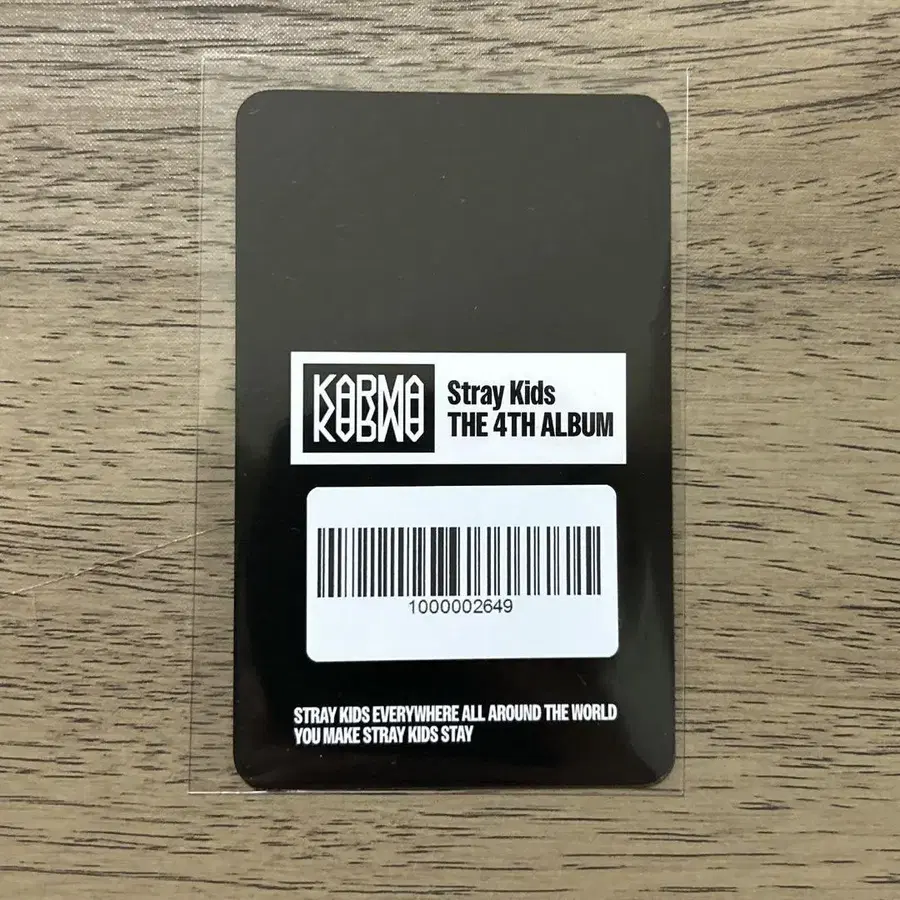 KARMA
KARMA
Stray Kids
THE 4TH ALBUM
1000002649
STRAY KIDS EVERYWHERE ALL AROUND THE WORLD
YOU MAKE STRAY KIDS STAY